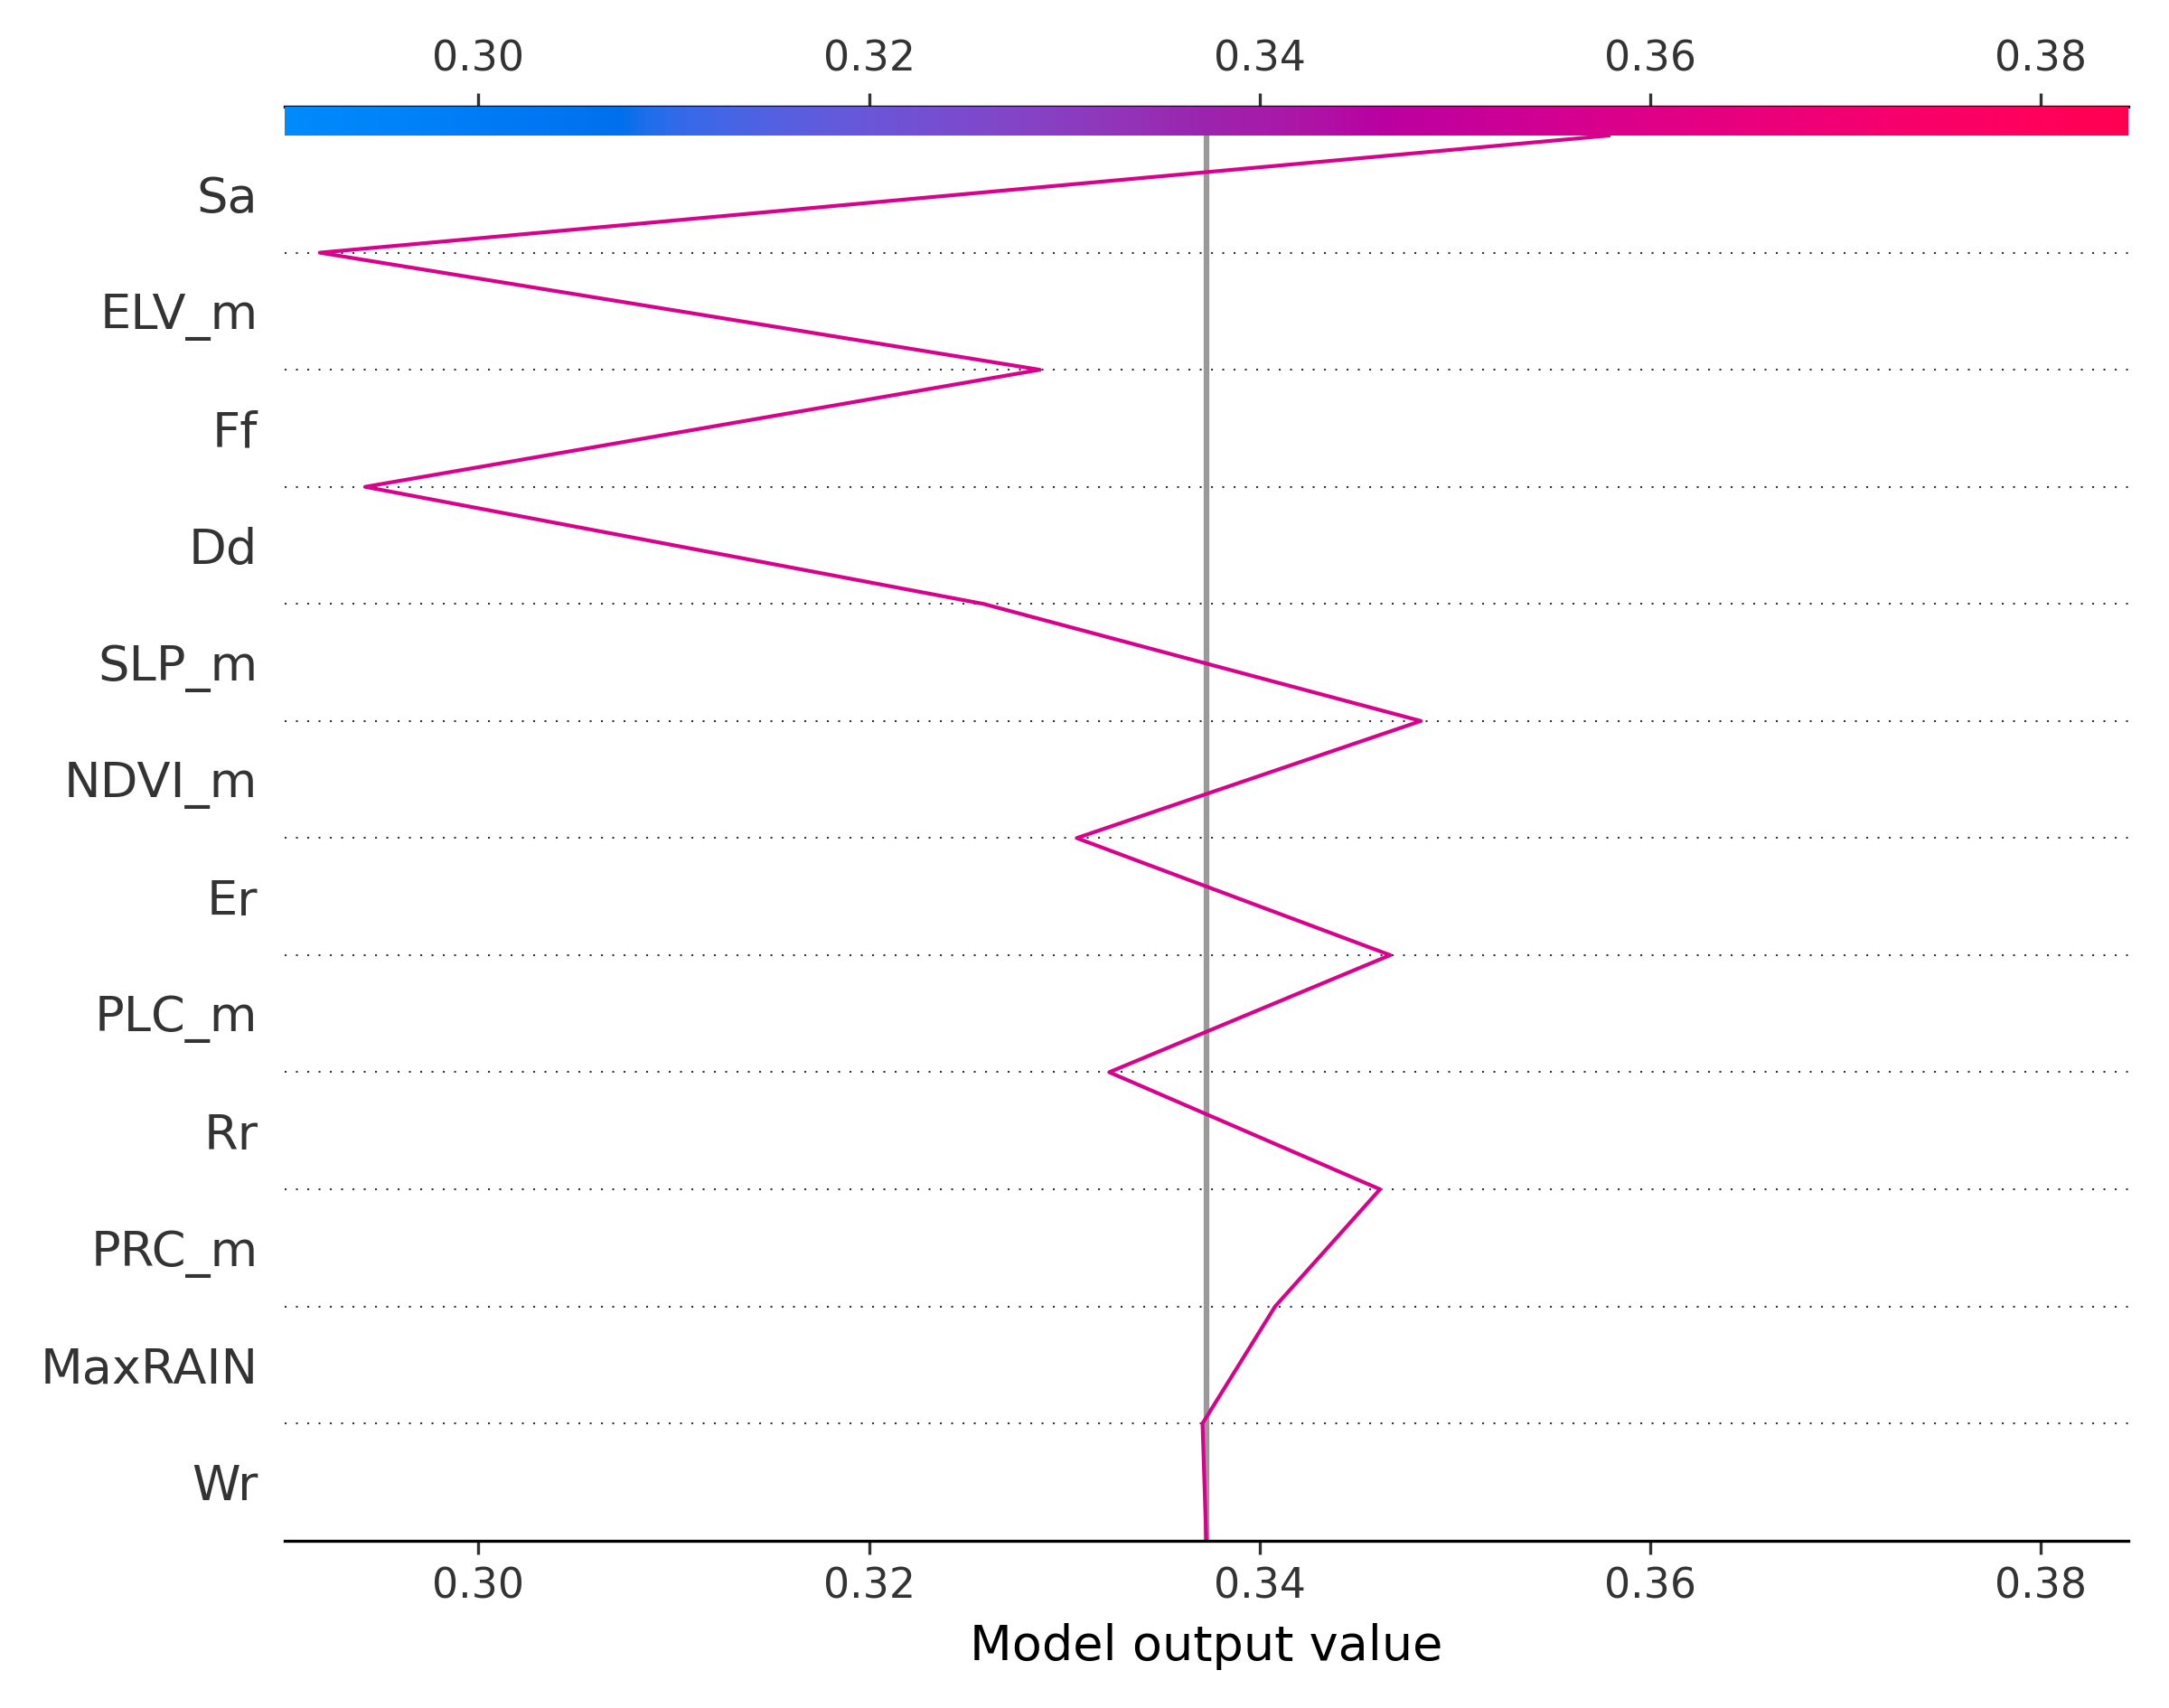 0.30 0.32 0.34 0.36 0.38
Sa
ELV_m
Ff
Dd
SLP_m
NDVI_m
Er
PLC_m
Rr
PRC_m
MaxRAIN
Wr
0.30 0.32 0.34 0.36 0.38
Model output value